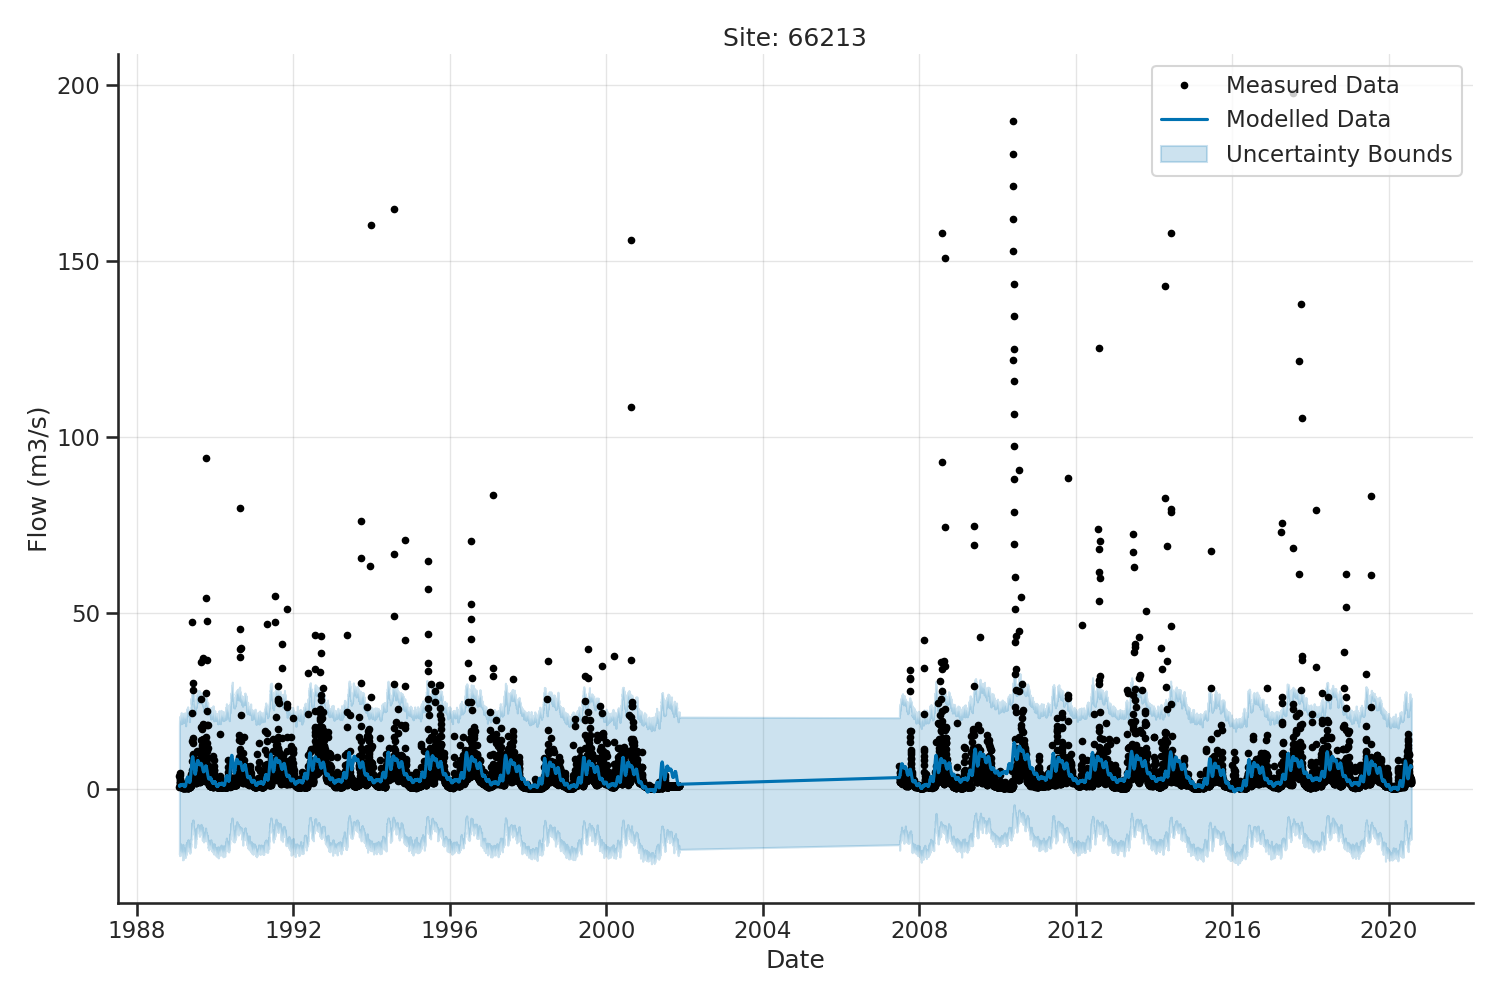 Site: 66213
Measured Data
Modelled Data
Uncertainty Bounds
Flow (m3/s)
200
150
100
50
0
1988 1992 1996 2000 2004 2008 2012 2016 2020
Date